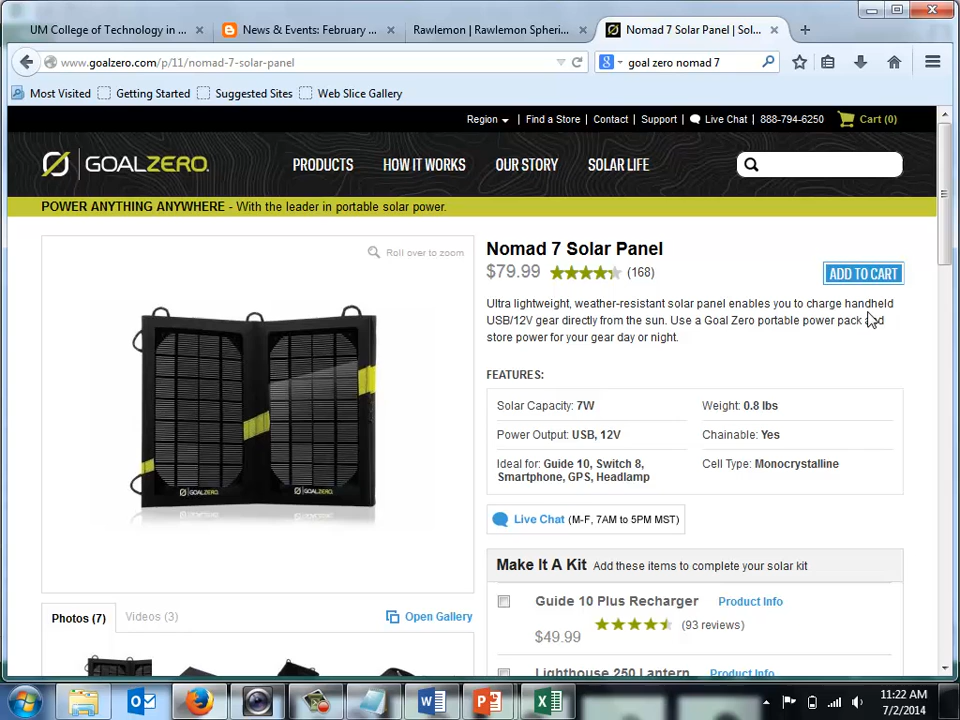 UM College of Technology in ...
News & Events: February ...
Rawlemon | Rawlemon Spheri...
Nomad 7 Solar Panel | Sol...
www.goalzero.com/p/11/nomad-7-solar-panel
goal zero nomad 7
Most Visited
Getting Started
Suggested Sites
Web Slice Gallery
Region | Find a Store | Contact | Support | Live Chat | 888-794-6250 Cart (0)
GOALZERO.
PRODUCTS
HOW IT WORKS
OUR STORY
SOLAR LIFE
POWER ANYTHING ANYWHERE - With the leader in portable solar power.
Roll over to zoom
GOALZERO. GOALZERO.
Nomad 7 Solar Panel
$79.99 (168)
ADD TO CART
Ultra lightweight, weather-resistant solar panel enables you to charge handheld
USB/12V gear directly from the sun. Use a Goal Zero portable power pack and
store power for your gear day or night.
FEATURES:
Solar Capacity: 7W
Weight: 0.8 lbs
Power Output: USB, 12V
Chainable: Yes
Ideal for: Guide 10, Switch 8,
Smartphone, GPS, Headlamp
Cell Type: Monocrystalline
Live Chat (M-F, 7AM to 5PM MST)
Make It A Kit Add these items to complete your solar kit
Guide 10 Plus Recharger Product Info
$49.99 (93 reviews)
Lighthouse 250 Lantern Product Info
Photos (7)
Videos (3)
Open Gallery
11:22 AM
7/2/2014